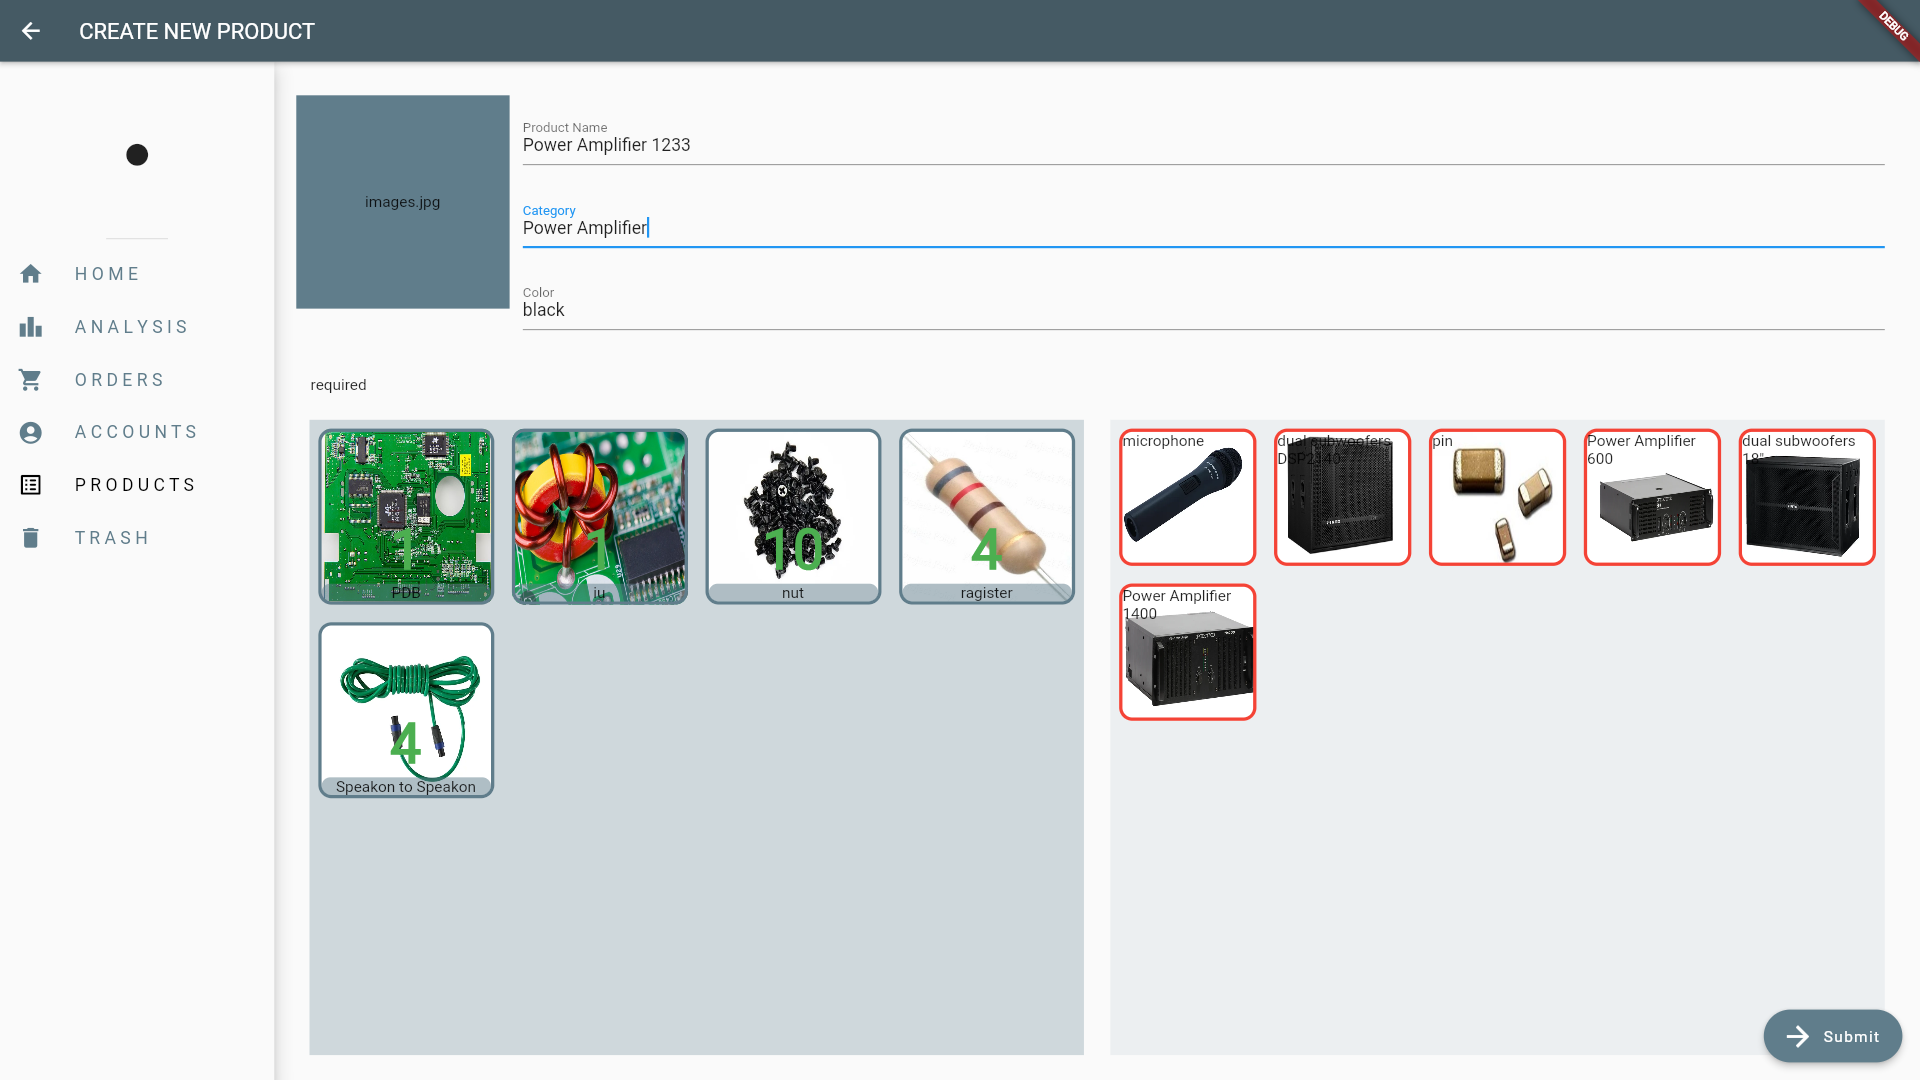 CREATE NEW PRODUCT
DEBUG
images.jpg
Product Name
Power Amplifier 1233
Category
Power Amplifier
Color
black
HOME
ANALYSIS
ORDERS
ACCOUNTS
PRODUCTS
TRASH
required
1
PDB
1
iu
10
nut
4
ragister
4
Speakon to Speakon
microphone
dual subwoofers
DSP2140
pin
Power Amplifier
600
dual subwoofers
18"
Power Amplifier
1400
Submit